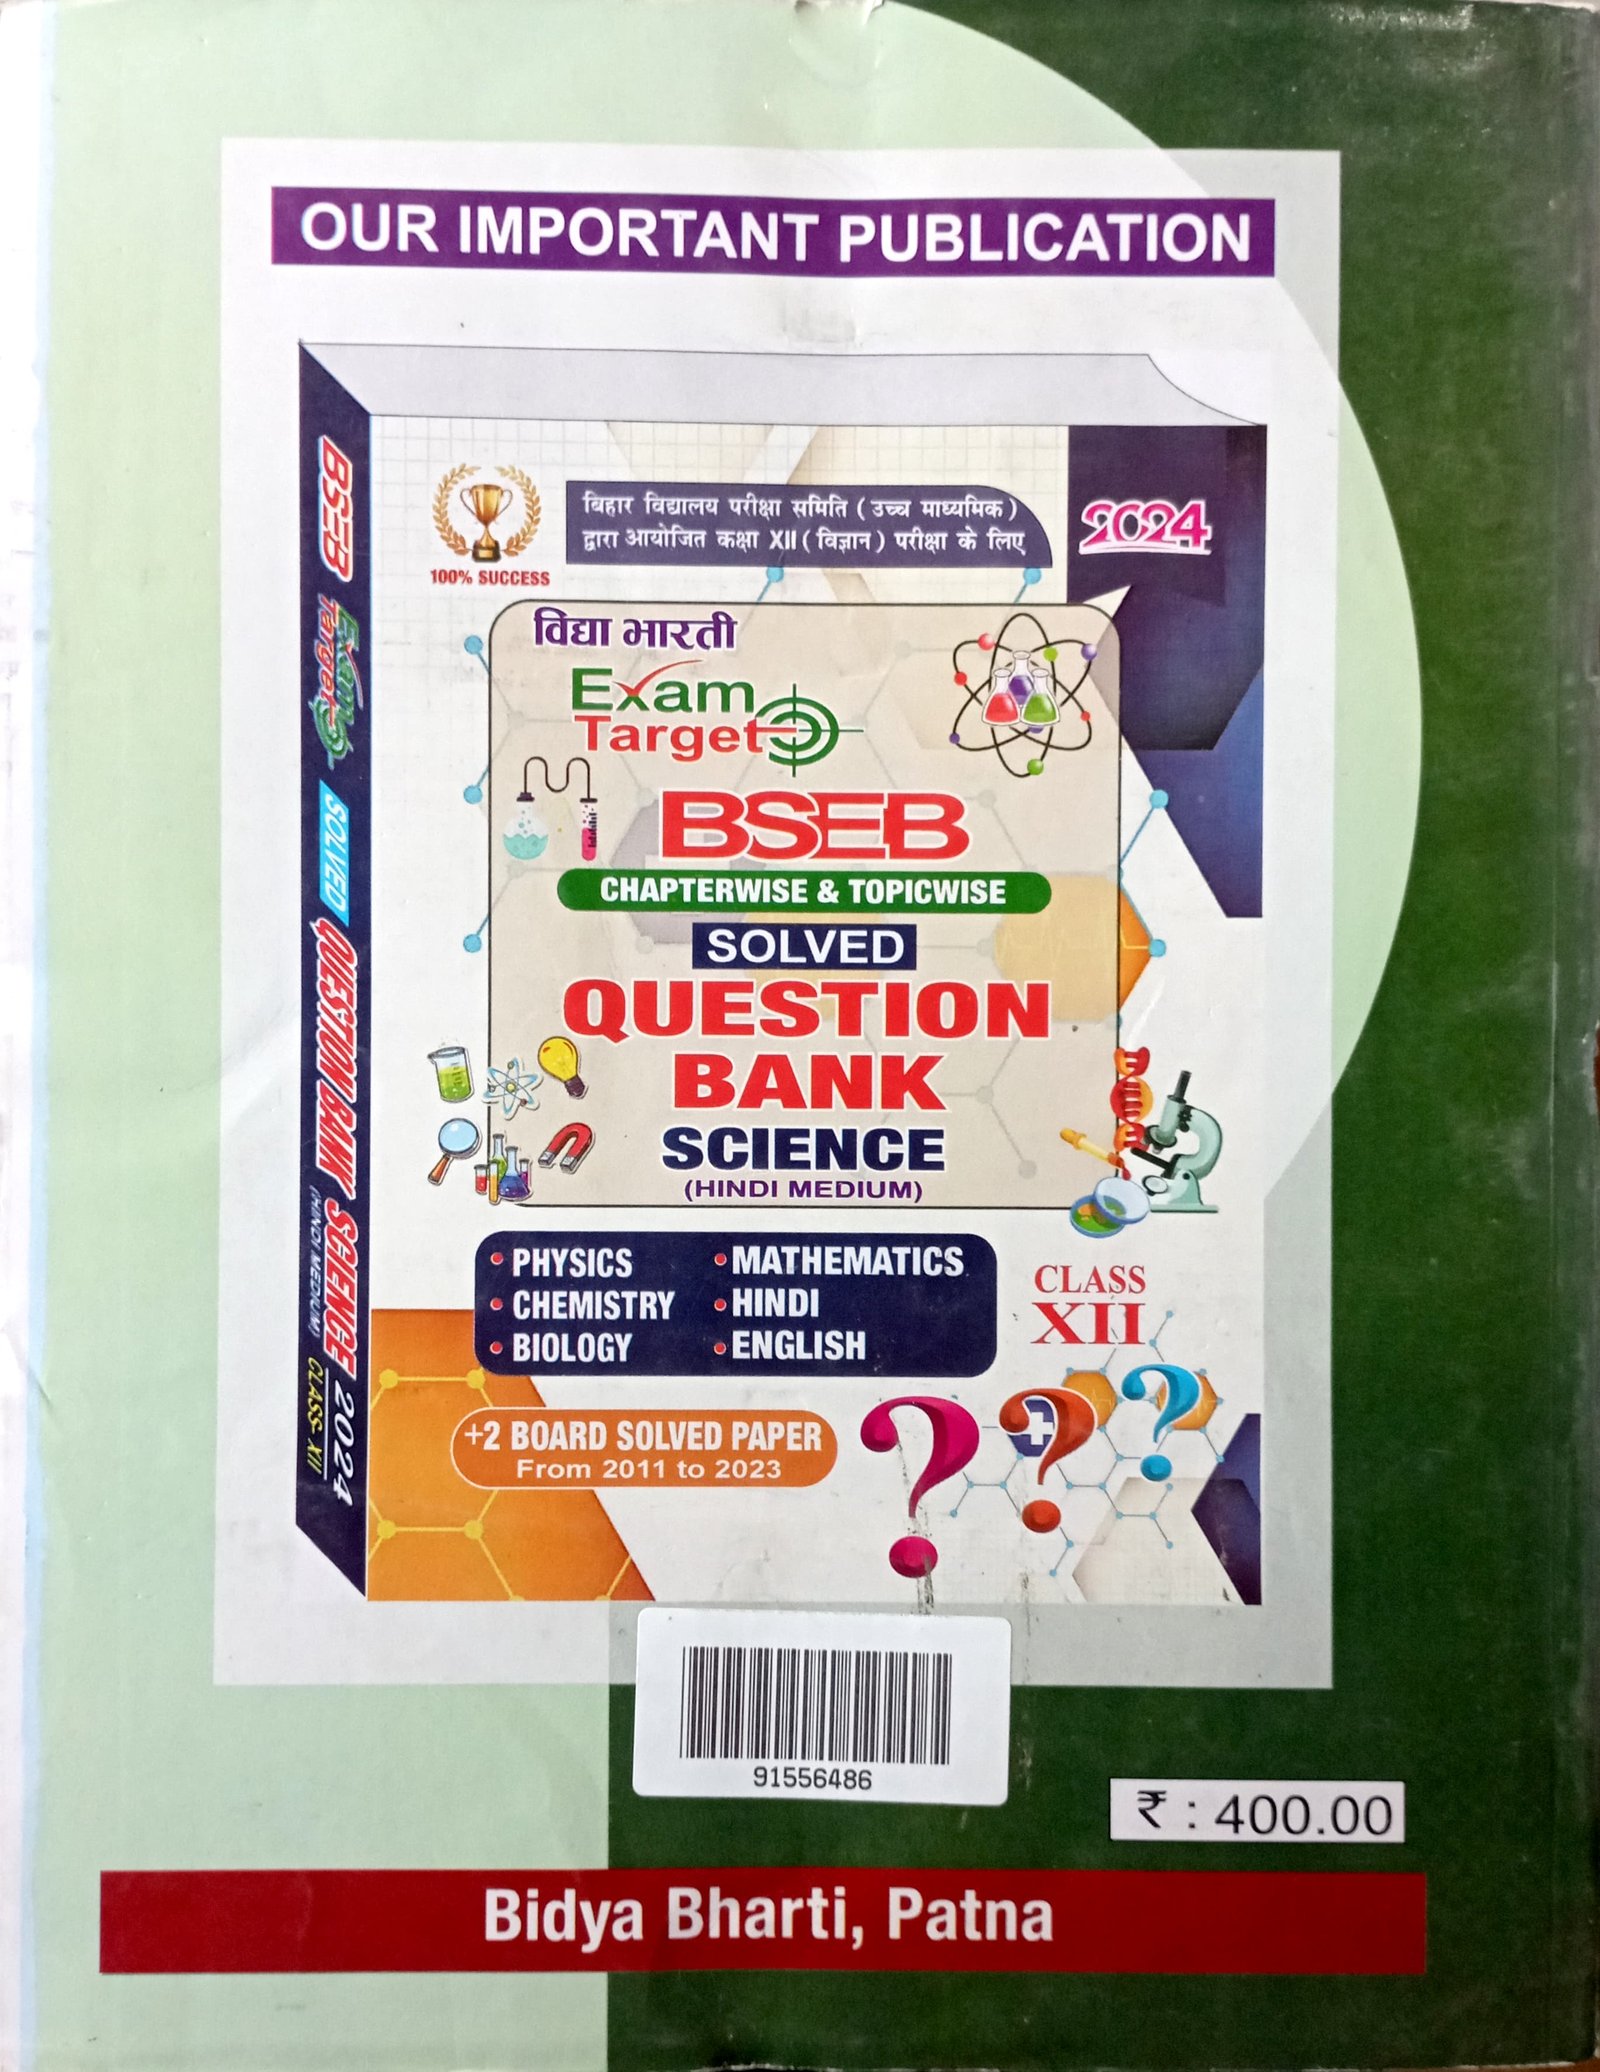 OUR IMPORTANT PUBLICATION
BSEB Exam Target SOLVED QUESTION BANK SCIENCE (HINDI MEDIUM) 2024 CLASS- XII
100% SUCCESS
बिहार विद्यालय परीक्षा समिति ( उच्च माध्यमिक )
द्वारा आयोजित कक्षा XII ( विज्ञान ) परीक्षा के लिए
2024
विद्या भारती
Exam
Target
BSEB
CHAPTERWISE & TOPICWISE
SOLVED
QUESTION
BANK
SCIENCE
(HINDI MEDIUM)
• PHYSICS
• CHEMISTRY
• BIOLOGY
• MATHEMATICS
• HINDI
• ENGLISH
CLASS
XII
+2 BOARD SOLVED PAPER
From 2011 to 2023
? ? ?
91556486
₹ : 400.00
Bidya Bharti, Patna